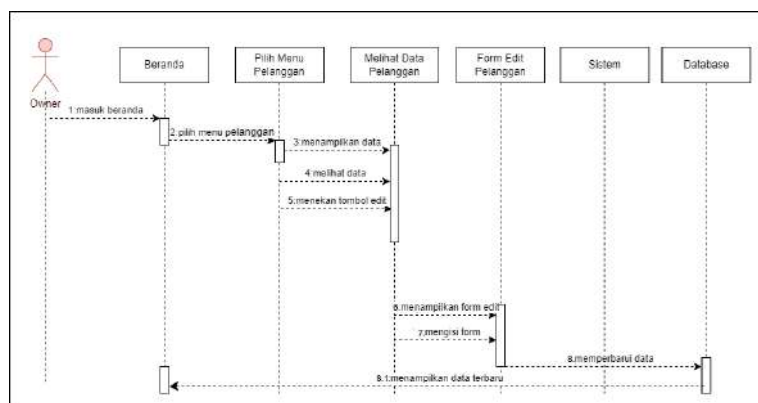 Beranda
Pilih Menu
Pelanggan
Melihat Data
Pelanggan
Form Edit
Pelanggan
Sistem
Database
Owner
1:masuk beranda
2:pilih menu pelanggan
3:menampilkan data
4:melihat data
5:menekan tombol edit
6:menampilkan form edit
7:mengisi form
8:memperbarui data
8.1:menampilkan data terbaru